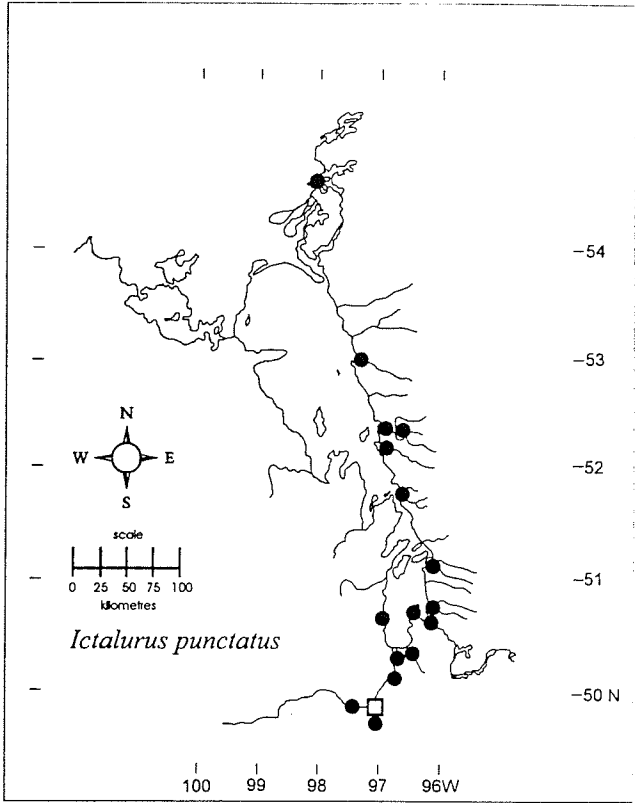 —54
—53
N
W E
S
—52
scale
0 25 50 75 100
kilometres
—51
Ictalurus punctatus
—50 N
100 99 98 97 96W